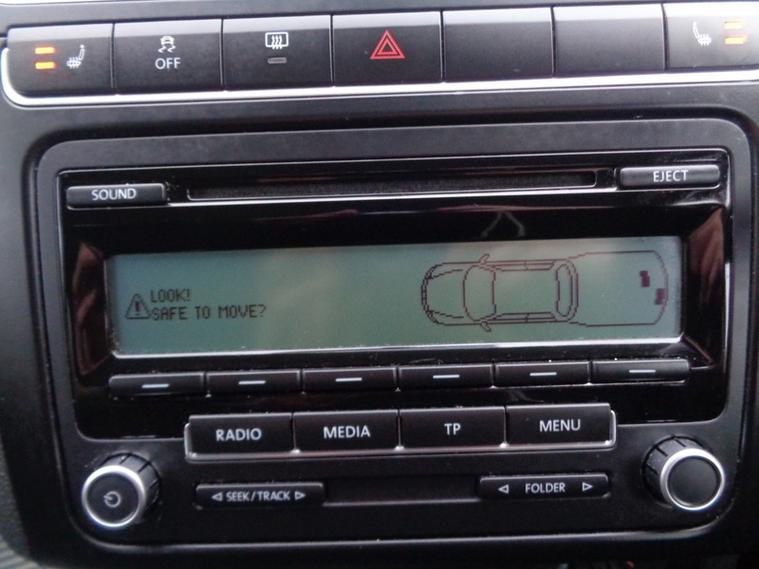 OFF
SOUND
EJECT
LOOK!
SAFE TO MOVE?
RADIO
MEDIA
TP
MENU
SEEK/TRACK
FOLDER